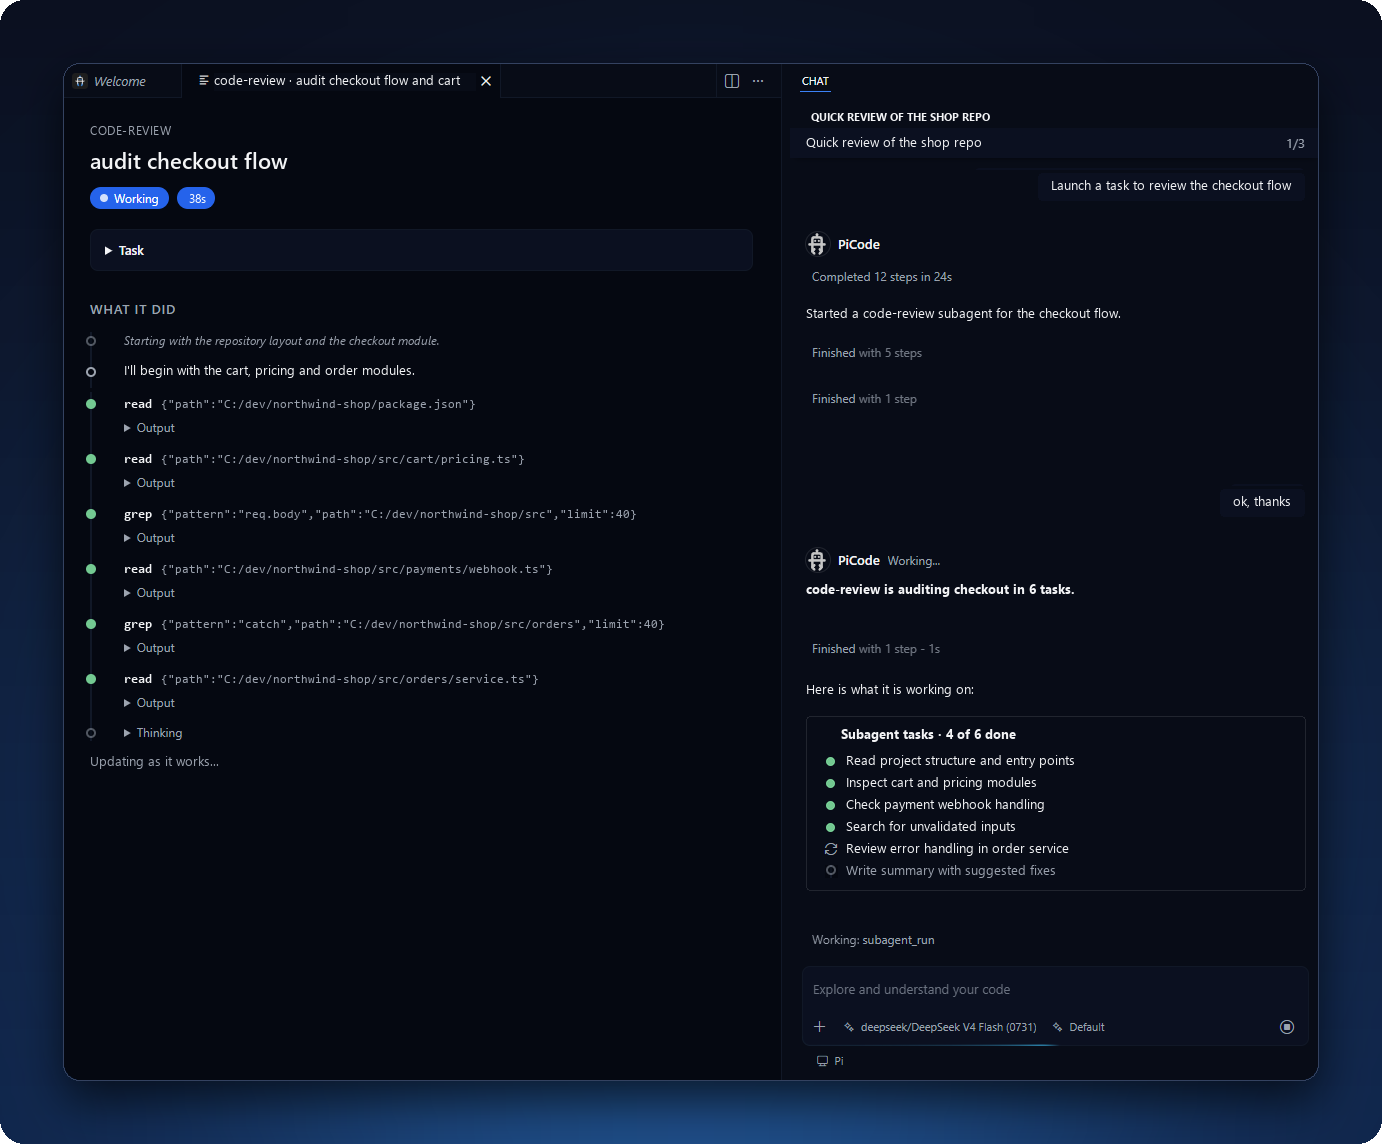 Welcome
code-review · audit checkout flow and cart
CODE-REVIEW
audit checkout flow
Working
38s
Task
WHAT IT DID
Starting with the repository layout and the checkout module.
I'll begin with the cart, pricing and order modules.
read {"path":"C:/dev/northwind-shop/package.json"}
Output
read {"path":"C:/dev/northwind-shop/src/cart/pricing.ts"}
Output
grep {"pattern":"req.body","path":"C:/dev/northwind-shop/src","limit":40}
Output
read {"path":"C:/dev/northwind-shop/src/payments/webhook.ts"}
Output
grep {"pattern":"catch","path":"C:/dev/northwind-shop/src/orders","limit":40}
Output
read {"path":"C:/dev/northwind-shop/src/orders/service.ts"}
Output
Thinking
Updating as it works...
CHAT
QUICK REVIEW OF THE SHOP REPO
Quick review of the shop repo 1/3
Launch a task to review the checkout flow
PiCode
Completed 12 steps in 24s
Started a code-review subagent for the checkout flow.
Finished with 5 steps
Finished with 1 step
ok, thanks
PiCode Working...
code-review is auditing checkout in 6 tasks.
Finished with 1 step - 1s
Here is what it is working on:
Subagent tasks · 4 of 6 done
Read project structure and entry points
Inspect cart and pricing modules
Check payment webhook handling
Search for unvalidated inputs
Review error handling in order service
Write summary with suggested fixes
Working: subagent_run
Explore and understand your code
deepseek/DeepSeek V4 Flash (0731) Default
Pi